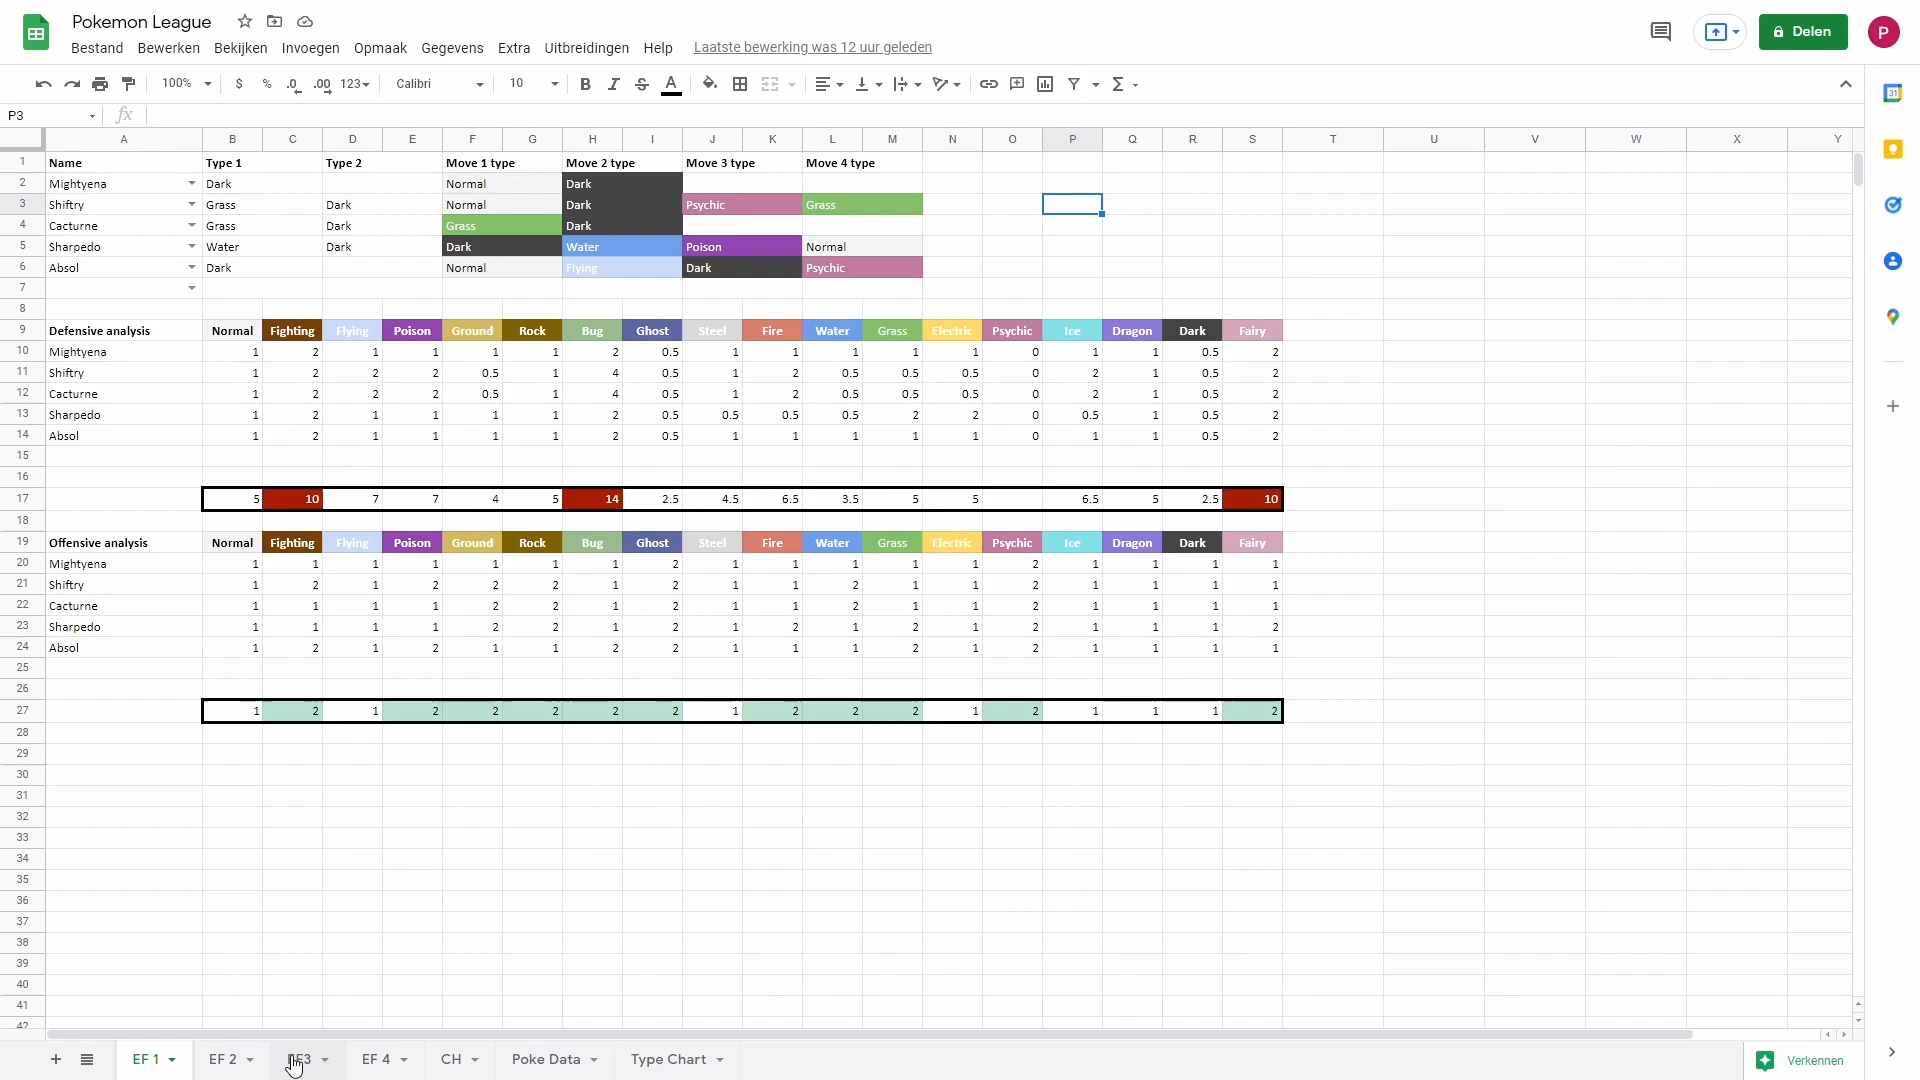 Pokemon League
Bestand Bewerken Bekijken Invoegen Opmaak Gegevens Extra Uitbreidingen Help Laatste bewerking was 12 uur geleden
Delen P
100% $ % .0 .00 123 Calibri 10 B I S A Σ
31
P3 fx
A B C D E F G H I J K L M N O P Q R S T U V W X Y
1 Name Type 1 Type 2 Move 1 type Move 2 type Move 3 type Move 4 type
2 Mightyena Dark Normal Dark
3 Shiftry Grass Dark Normal Dark Psychic Grass
4 Cacturne Grass Dark Grass Dark
5 Sharpedo Water Dark Dark Water Poison Normal
6 Absol Dark Normal Flying Dark Psychic
7
8
9 Defensive analysis Normal Fighting Flying Poison Ground Rock Bug Ghost Steel Fire Water Grass Electric Psychic Ice Dragon Dark Fairy
10 Mightyena 1 2 1 1 1 1 2 0.5 1 1 1 1 1 0 1 1 0.5 2
11 Shiftry 1 2 2 2 0.5 1 4 0.5 1 2 0.5 0.5 0.5 0 2 1 0.5 2
12 Cacturne 1 2 2 2 0.5 1 4 0.5 1 2 0.5 0.5 0.5 0 2 1 0.5 2
13 Sharpedo 1 2 1 1 1 1 2 0.5 0.5 0.5 0.5 2 2 0 0.5 1 0.5 2
14 Absol 1 2 1 1 1 1 2 0.5 1 1 1 1 1 0 1 1 0.5 2
15
16
17 5 10 7 7 4 5 14 2.5 4.5 6.5 3.5 5 5 6.5 5 2.5 10
18
19 Offensive analysis Normal Fighting Flying Poison Ground Rock Bug Ghost Steel Fire Water Grass Electric Psychic Ice Dragon Dark Fairy
20 Mightyena 1 1 1 1 1 1 1 2 1 1 1 1 1 2 1 1 1 1
21 Shiftry 1 2 1 2 2 2 1 2 1 1 2 1 1 2 1 1 1 1
22 Cacturne 1 1 1 1 2 2 1 2 1 1 2 1 1 2 1 1 1 1
23 Sharpedo 1 1 1 1 2 2 1 2 1 2 1 2 1 2 1 1 1 2
24 Absol 1 2 1 2 1 1 2 2 1 1 1 2 1 2 1 1 1 1
25
26
27 1 2 1 2 2 2 2 2 1 2 2 2 1 2 1 1 1 2
28
29
30
31
32
33
34
35
36
37
38
39
40
41
42
EF 1 EF 2 EF3 EF 4 CH Poke Data Type Chart Verkennen